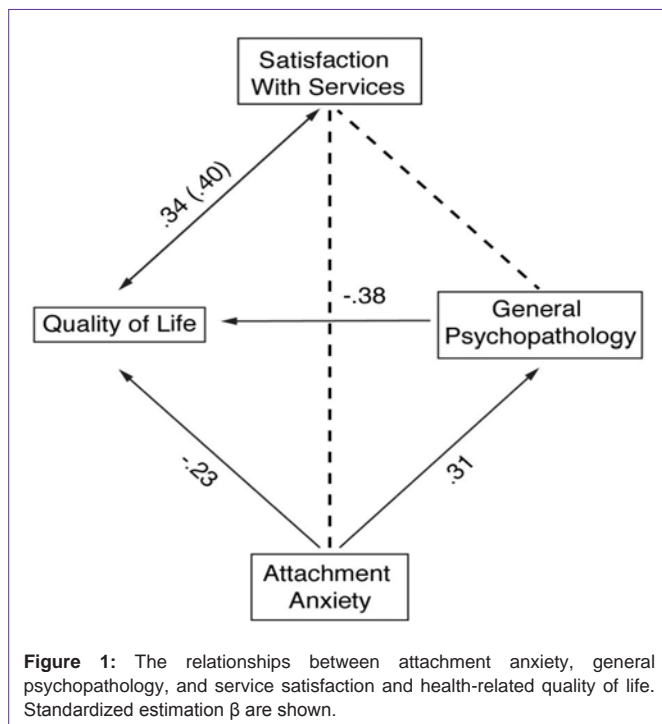 Satisfaction
With Services
.34 (.40)
-.38
Quality of Life
General
Psychopathology
-.23
.31
Attachment
Anxiety
Figure 1: The relationships between attachment anxiety, general
psychopathology, and service satisfaction and health-related quality of life.
Standardized estimation β are shown.